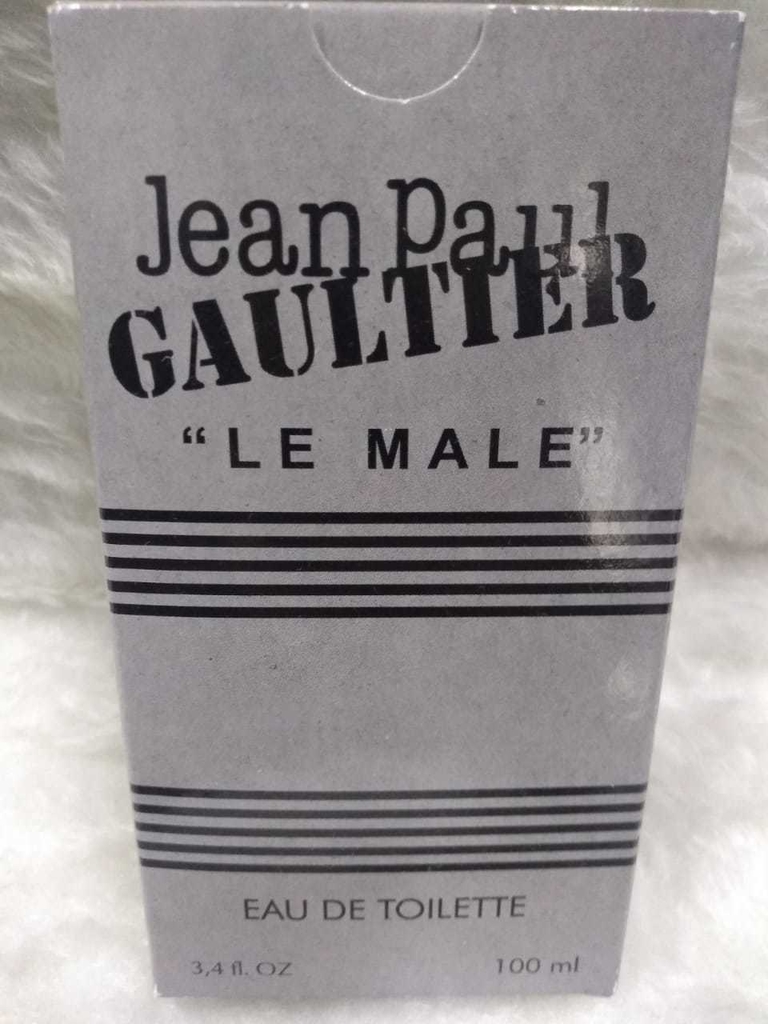 Jean Paul
GAULTIER
“LE MALE”
EAU DE TOILETTE
3,4 fl. OZ 100 ml